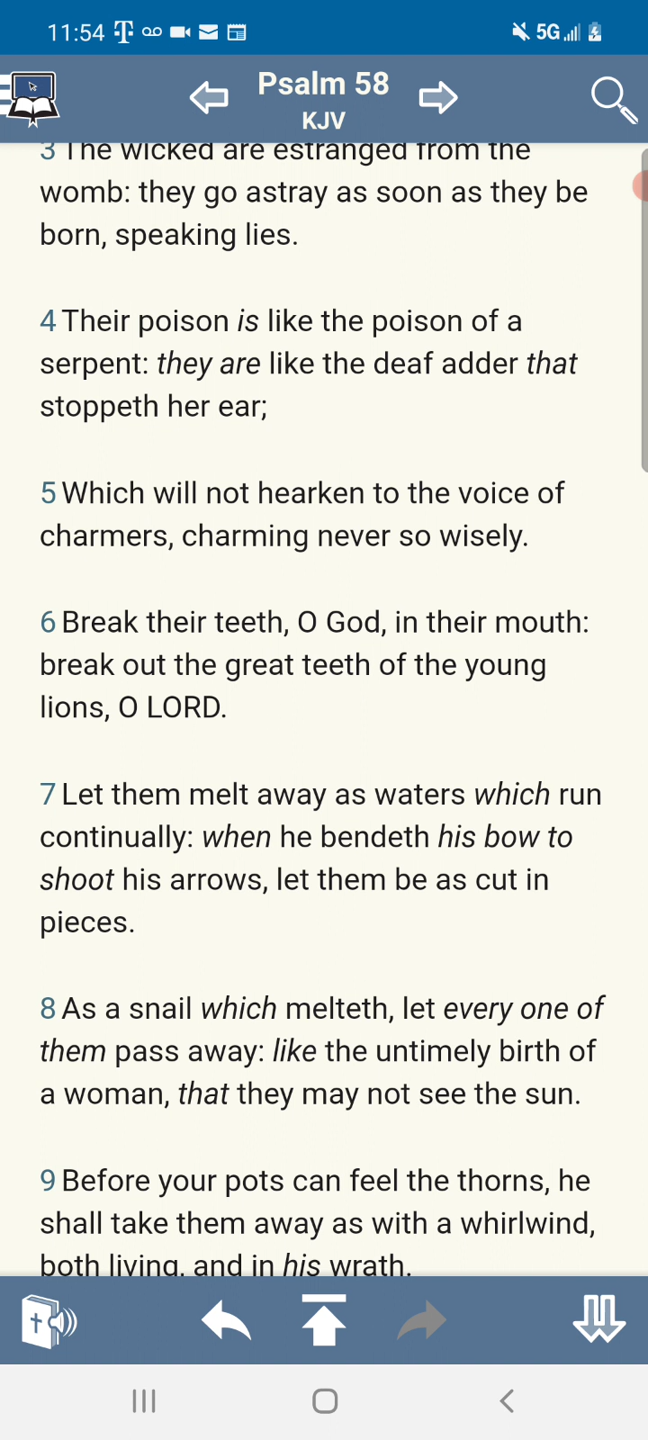 11:54
5G
Psalm 58
KJV
3 The wicked are estranged from the
womb: they go astray as soon as they be
born, speaking lies.
4 Their poison is like the poison of a
serpent: they are like the deaf adder that
stoppeth her ear;
5 Which will not hearken to the voice of
charmers, charming never so wisely.
6 Break their teeth, O God, in their mouth:
break out the great teeth of the young
lions, O LORD.
7 Let them melt away as waters which run
continually: when he bendeth his bow to
shoot his arrows, let them be as cut in
pieces.
8 As a snail which melteth, let every one of
them pass away: like the untimely birth of
a woman, that they may not see the sun.
9 Before your pots can feel the thorns, he
shall take them away as with a whirlwind,
both living, and in his wrath.